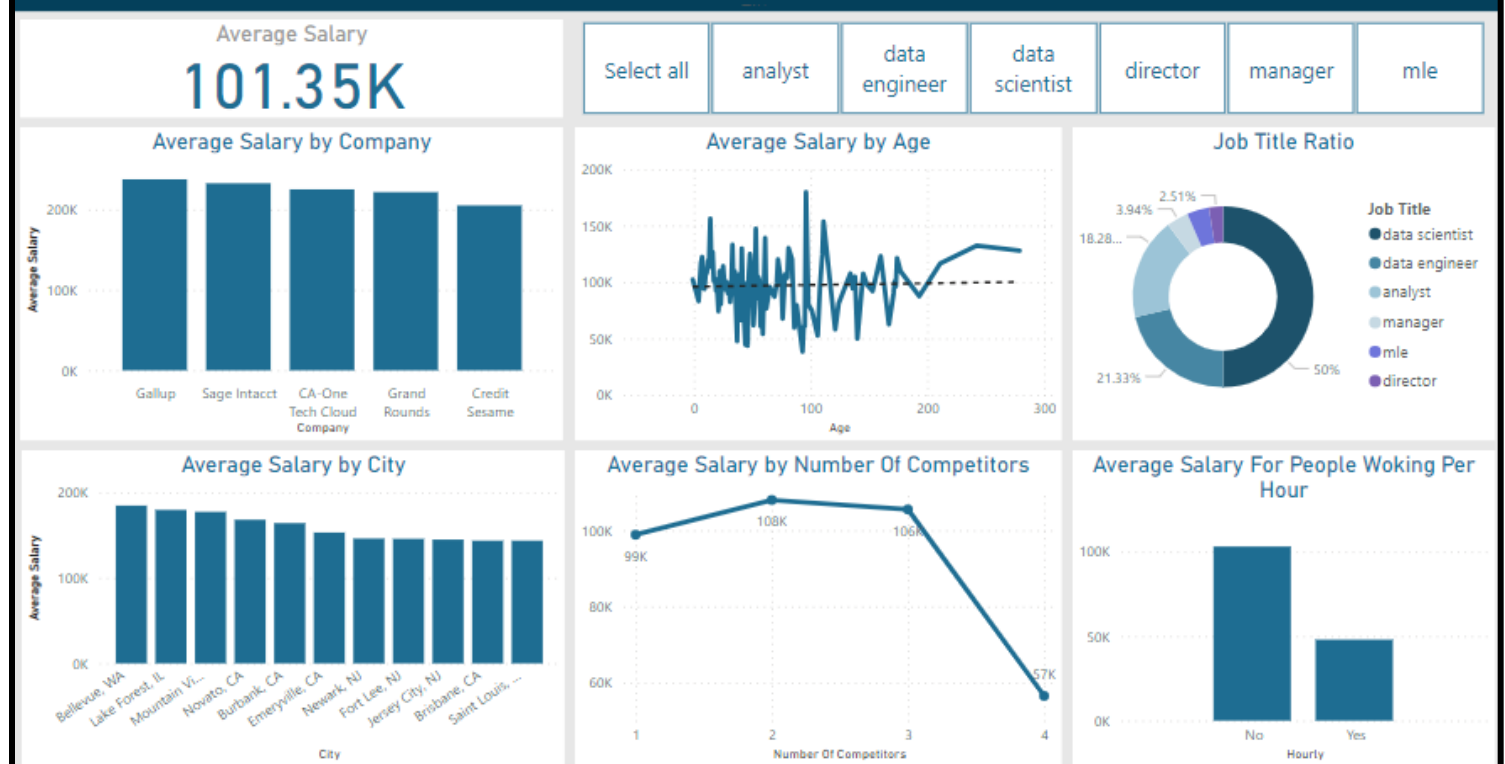 Average Salary
101.35K
Select all
analyst
data
engineer
data
scientist
director
manager
mle
Average Salary by Company
Average Salary
200K
100K
0K
Gallup
Sage Intacct
CA-One
Tech Cloud
Grand
Rounds
Credit
Sesame
Company
Average Salary by Age
200K
150K
100K
50K
0K
0
100
200
300
Age
Job Title Ratio
2.51%
3.94%
18.28...
21.33%
50%
Job Title
data scientist
data engineer
analyst
manager
mle
director
Average Salary by City
Average Salary
200K
100K
0K
Bellevue, WA
Lake Forest, IL
Mountain Vi...
Novato, CA
Burbank, CA
Emeryville, CA
Newark, NJ
Fort Lee, NJ
Jersey City, NJ
Brisbane, CA
Saint Louis, ...
City
Average Salary by Number Of Competitors
100K
80K
60K
99K
108K
106K
57K
1
2
3
4
Number Of Competitors
Average Salary For People Woking Per
Hour
100K
50K
0K
No
Yes
Hourly